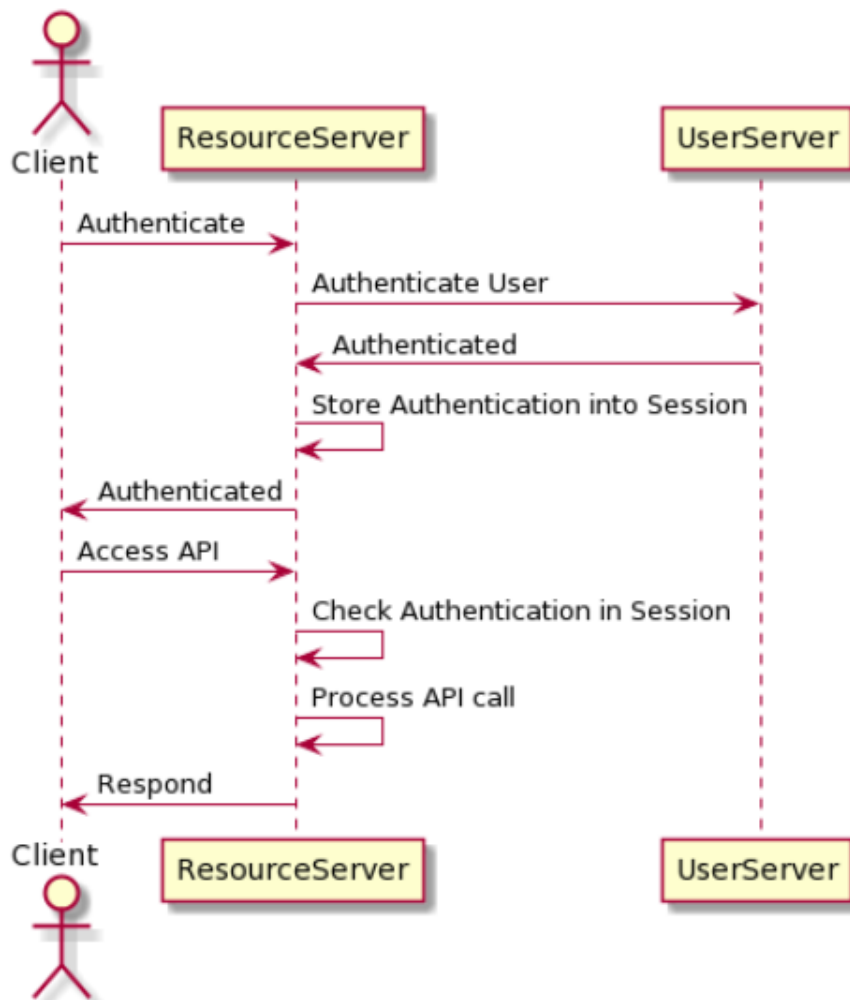 Client
ResourceServer
UserServer
Authenticate
Authenticate User
Authenticated
Store Authentication into Session
Authenticated
Access API
Check Authentication in Session
Process API call
Respond
Client
ResourceServer
UserServer